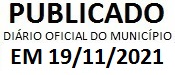 PUBLICADO
DIÁRIO OFICIAL DO MUNICÍPIO
EM 19/11/2021